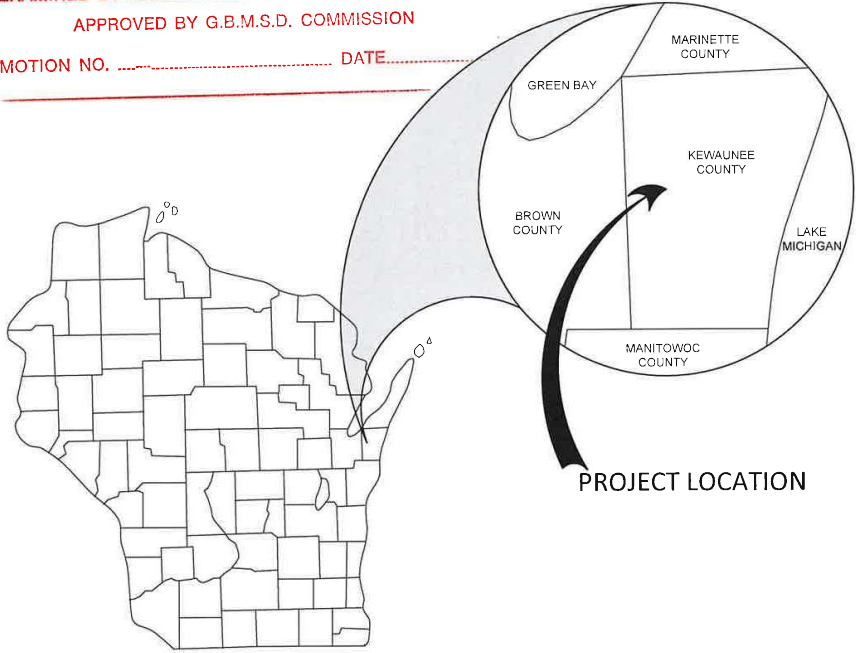 APPROVED BY G.B.M.S.D. COMMISSION
MOTION NO. DATE
MARINETTE
COUNTY
GREEN BAY
KEWAUNEE
COUNTY
BROWN
COUNTY
LAKE
MICHIGAN
MANITOWOC
COUNTY
PROJECT LOCATION